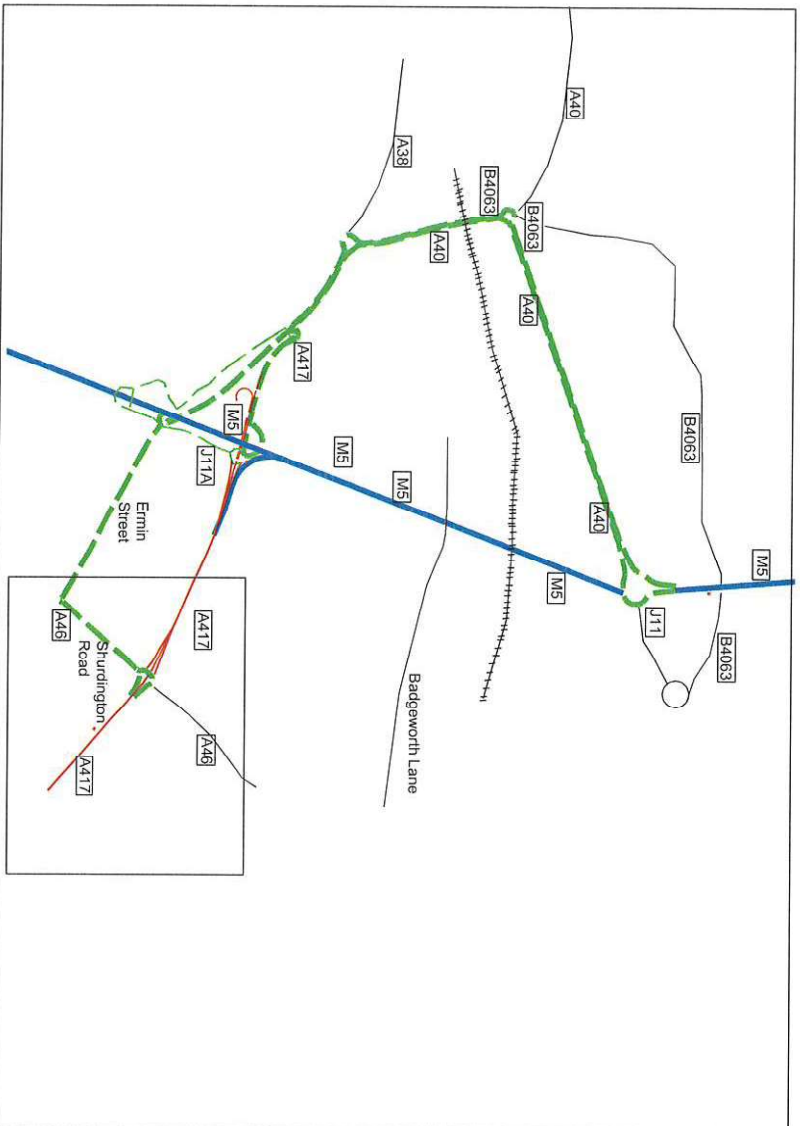 A40
A38
B4063
B4063
A40
A40
B4063
A417
M5
J11A
M5
M5
A40
M5
M5
J11
B4063
Ermin
Street
A46
Shurdington
Road
A417
A46
A417
Badgeworth Lane